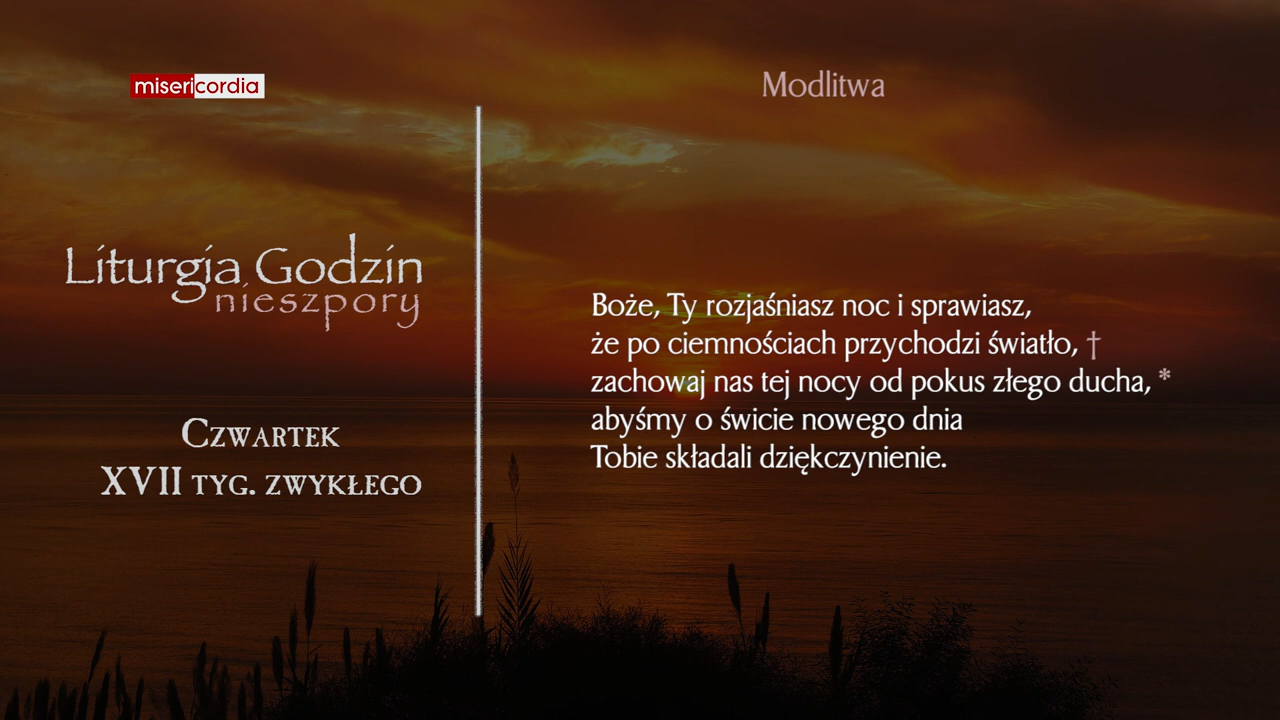 misericordia
Liturgia Godzin
nieszpory
Czwartek
XVII tyg. zwykłego
Modlitwa
Boże, Ty rozjaśniasz noc i sprawiasz,
że po ciemnościach przychodzi światło, †
zachowaj nas tej nocy od pokus złego ducha, *
abyśmy o świcie nowego dnia
Tobie składali dziękczynienie.